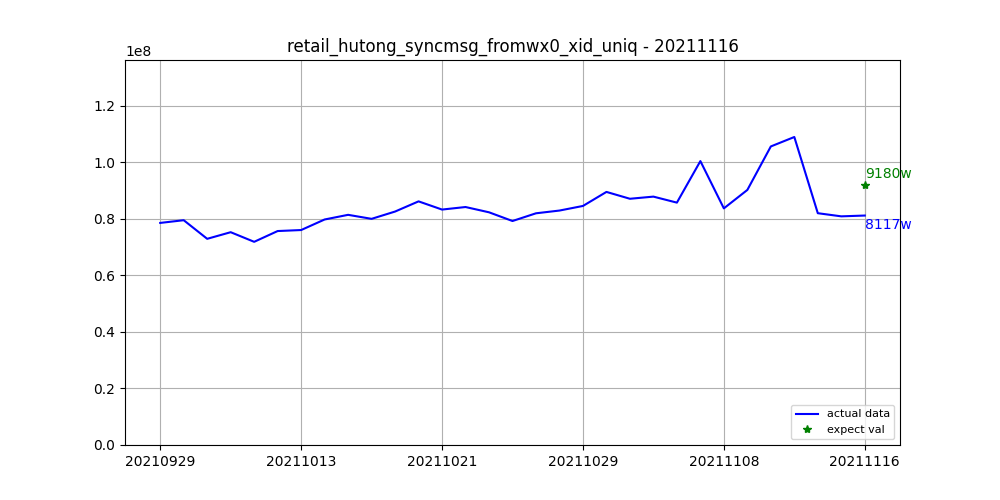 retail_hutong_syncmsg_fromwx0_xid_uniq - 20211116
1e8
1.2
1.0
0.8
0.6
0.4
0.2
0.0
9180w
8117w
actual data
expect val
20210929 20211013 20211021 20211029 20211108 20211116